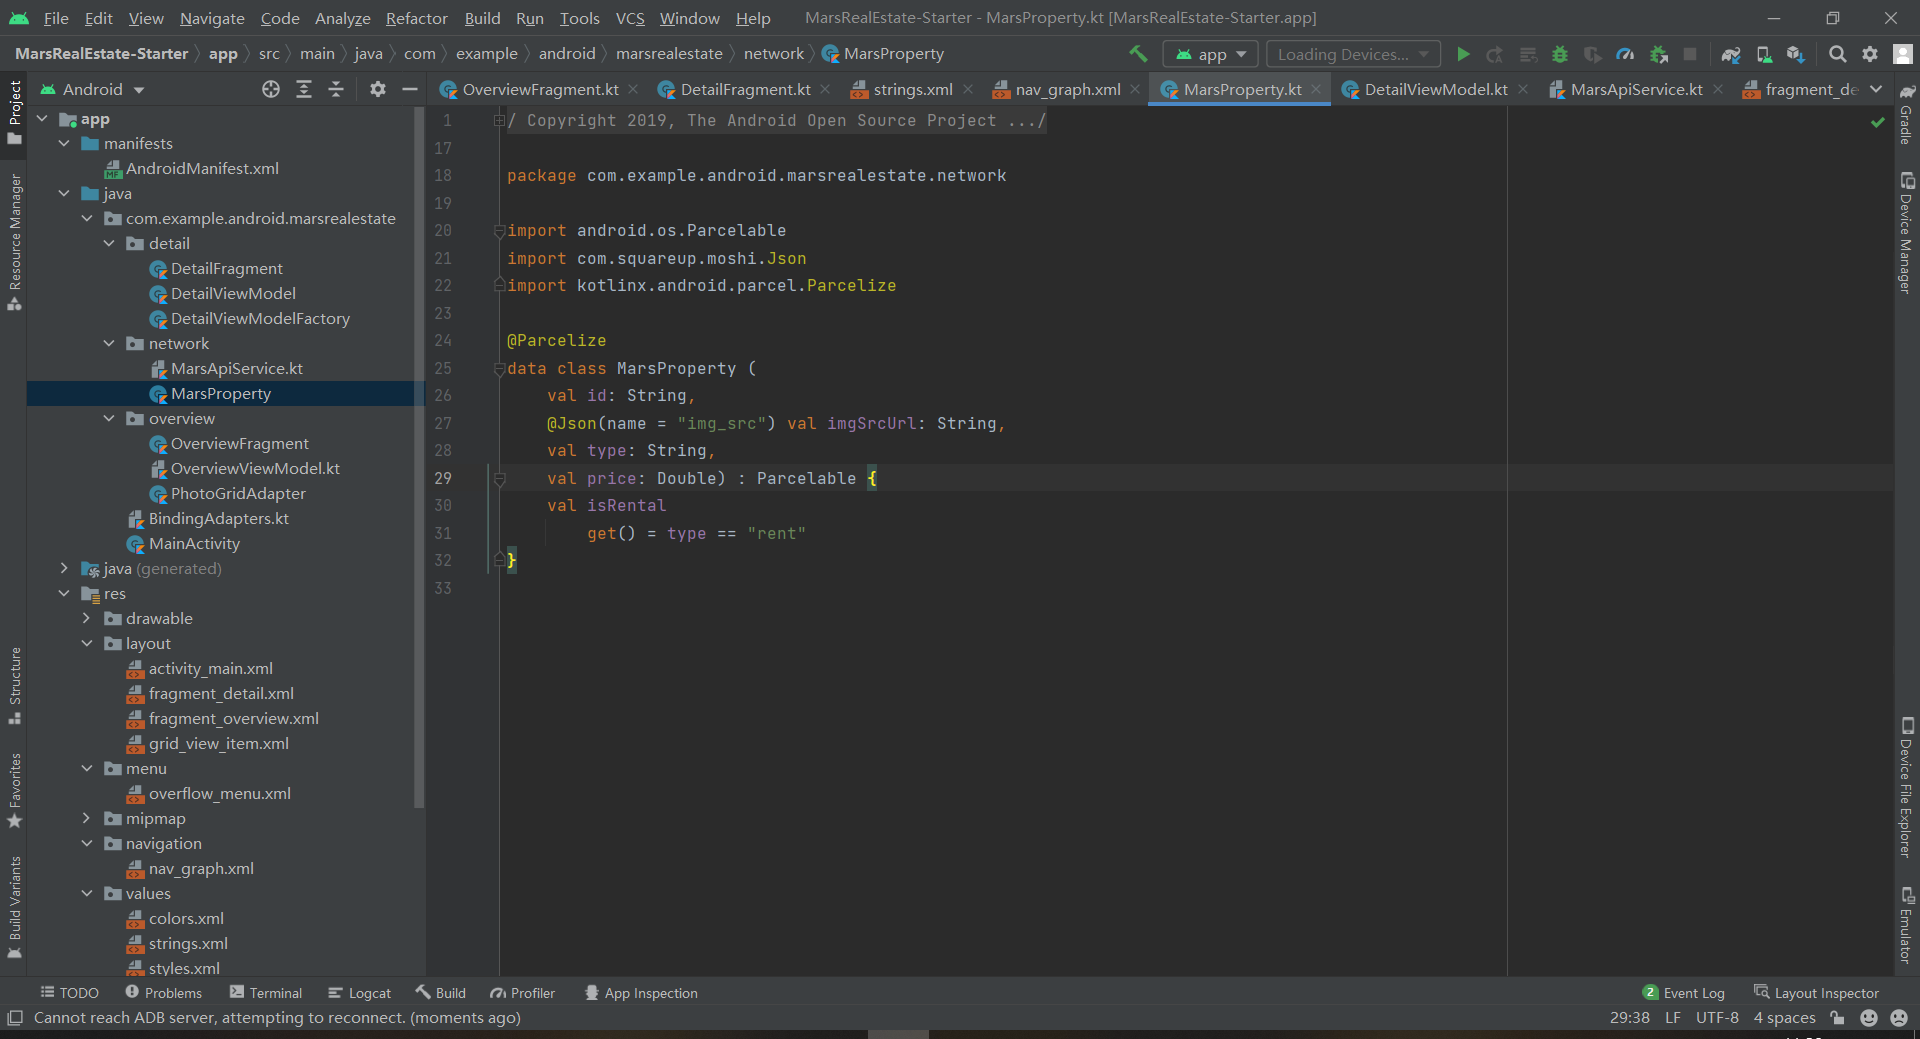 File Edit View Navigate Code Analyze Refactor Build Run Tools VCS Window Help MarsRealEstate-Starter - MarsProperty.kt [MarsRealEstate-Starter.app]
MarsRealEstate-Starter app src main java com example android marsrealestate network MarsProperty app Loading Devices...
Android OverviewFragment.kt DetailFragment.kt strings.xml nav_graph.xml MarsProperty.kt DetailViewModel.kt MarsApiService.kt fragment_de
Project
Resource Manager
Structure
Favorites
Build Variants
app
manifests
AndroidManifest.xml
java
com.example.android.marsrealestate
detail
DetailFragment
DetailViewModel
DetailViewModelFactory
network
MarsApiService.kt
MarsProperty
overview
OverviewFragment
OverviewViewModel.kt
PhotoGridAdapter
BindingAdapters.kt
MainActivity
java (generated)
res
drawable
layout
activity_main.xml
fragment_detail.xml
fragment_overview.xml
grid_view_item.xml
menu
overflow_menu.xml
mipmap
navigation
nav_graph.xml
values
colors.xml
strings.xml
styles.xml
1 / Copyright 2019, The Android Open Source Project .../
17
18 package com.example.android.marsrealestate.network
19
20 import android.os.Parcelable
21 import com.squareup.moshi.Json
22 import kotlinx.android.parcel.Parcelize
23
24 @Parcelize
25 data class MarsProperty (
26 val id: String,
27 @Json(name = "img_src") val imgSrcUrl: String,
28 val type: String,
29 val price: Double) : Parcelable {
30 val isRental
31 get() = type == "rent"
32 }
33
Gradle
Device Manager
Device File Explorer
Emulator
TODO Problems Terminal Logcat Build Profiler App Inspection 2 Event Log Layout Inspector
Cannot reach ADB server, attempting to reconnect. (moments ago) 29:38 LF UTF-8 4 spaces